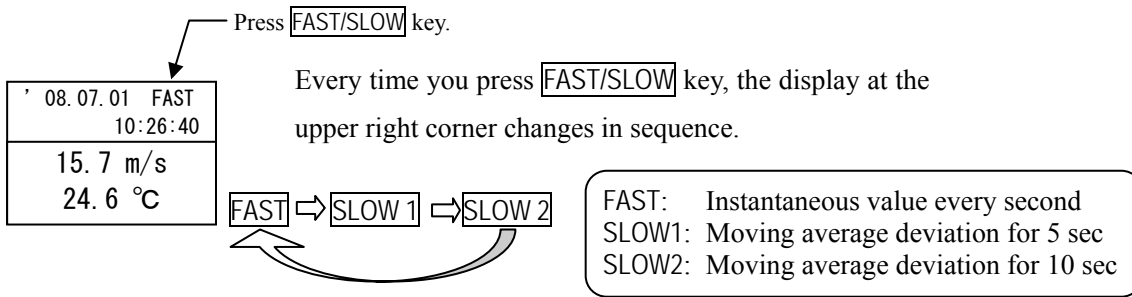 Press FAST/SLOW key.
Every time you press FAST/SLOW key, the display at the
upper right corner changes in sequence.
' 08.07.01 FAST
10:26:40
15.7 m/s
24.6 ℃
FAST ⇨ SLOW 1 ⇨ SLOW 2
FAST: Instantaneous value every second
SLOW1: Moving average deviation for 5 sec
SLOW2: Moving average deviation for 10 sec